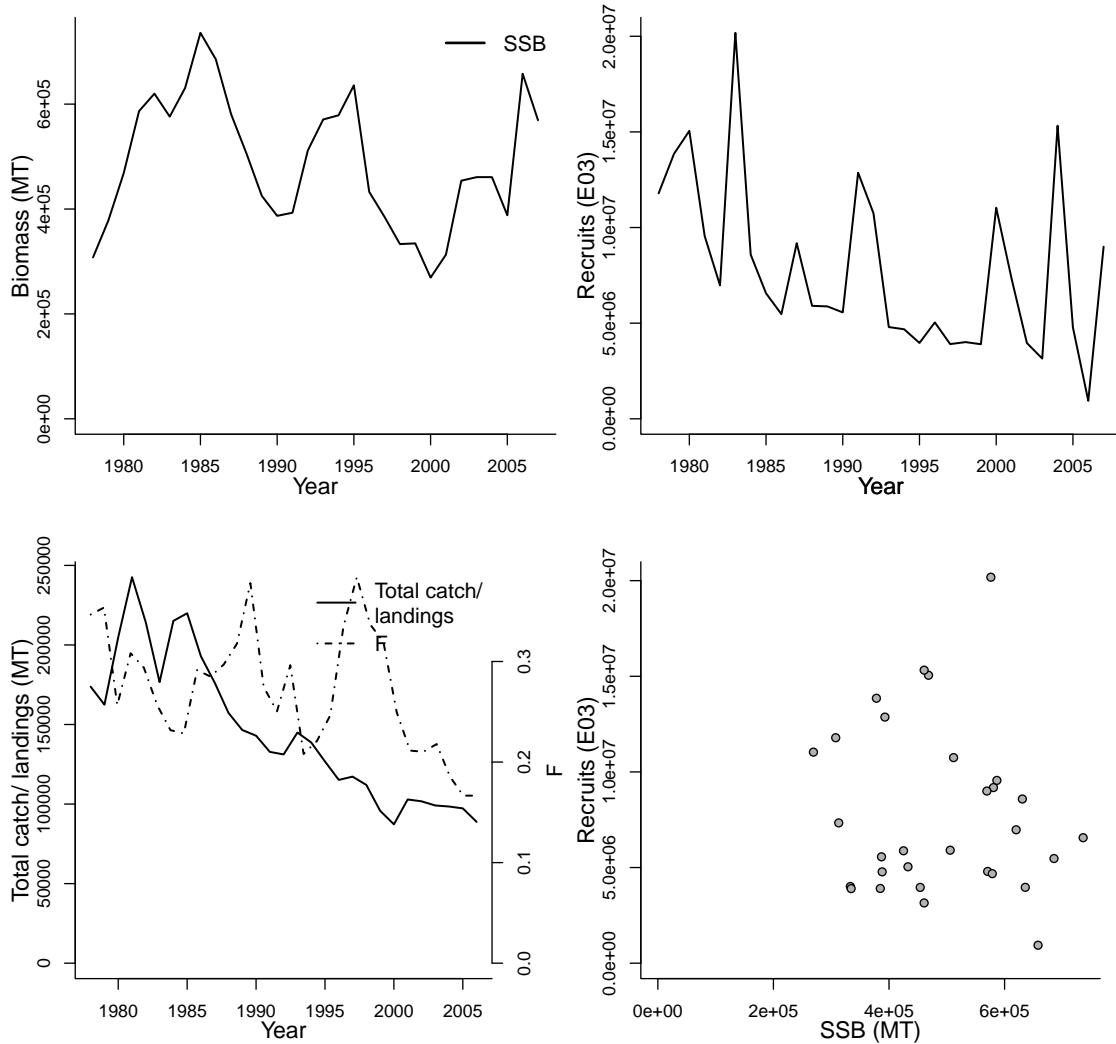 SSB
Biomass (MT)
0e+00 2e+05 4e+05 6e+05
1980 1985 1990 1995 2000 2005
Year
Recruits (E03)
0.0e+00 5.0e+06 1.0e+07 1.5e+07 2.0e+07
1980 1985 1990 1995 2000 2005
Year
Total catch/
landings
F
Total catch/ landings (MT)
0 50000 100000 150000 200000 250000
0.0 0.1 0.2 0.3
F
1980 1985 1990 1995 2000 2005
Year
Recruits (E03)
0.0e+00 5.0e+06 1.0e+07 1.5e+07 2.0e+07
0e+00 2e+05 4e+05 6e+05
SSB (MT)